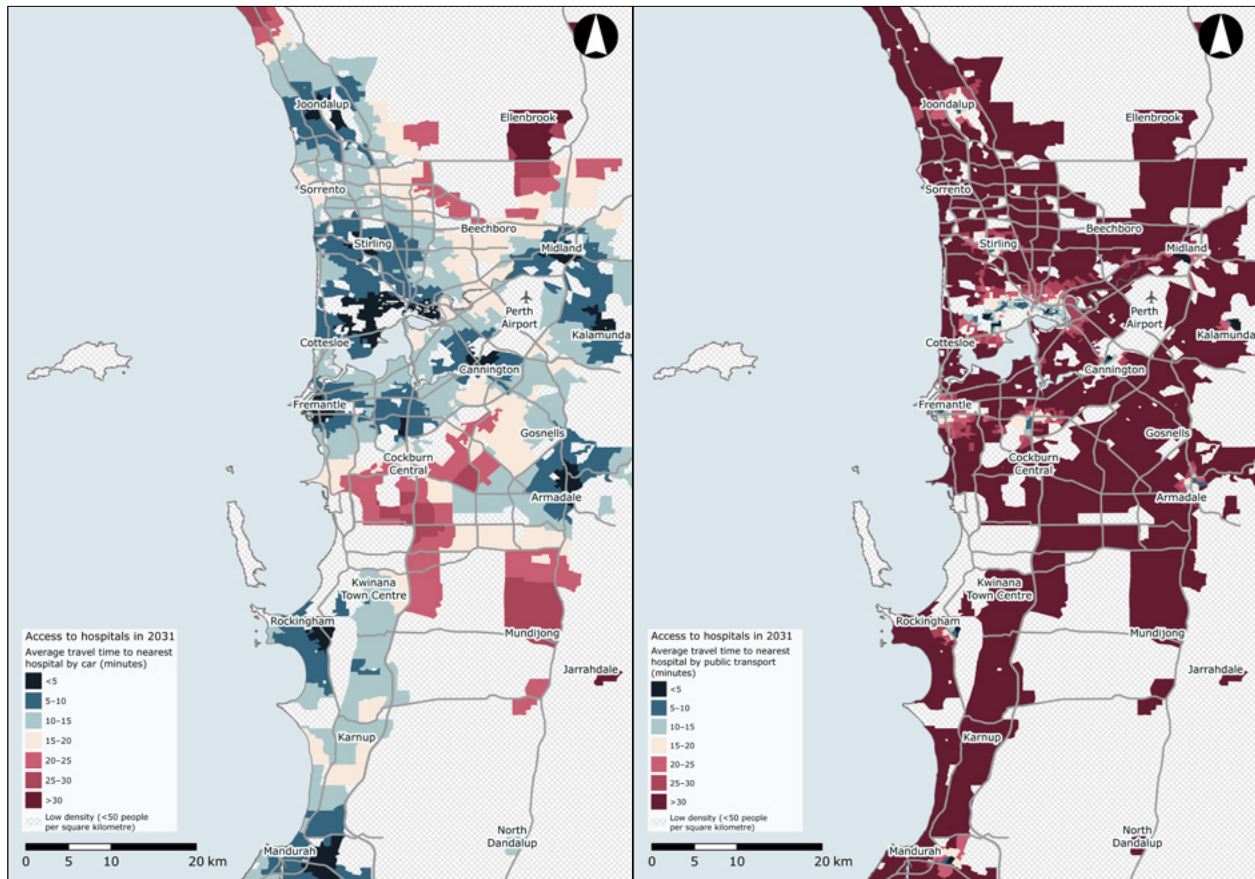 Joondalup
Ellenbrook
Sorrento
Beechboro
Stirling
Midland
Perth
Airport
Kalamunda
Cottesloe
Cannington
Fremantle
Gosnells
Cockburn
Central
Armadale
Kwinana
Town Centre
Rockingham
Mundijong
Jarrahdale
Karnup
North
Dandalup
Mandurah
Access to hospitals in 2031
Average travel time to nearest
hospital by car (minutes)
<5
5–10
10–15
15–20
20–25
25–30
>30
Low density (<50 people
per square kilometre)
0 5 10 20 km
Joondalup
Ellenbrook
Sorrento
Beechboro
Stirling
Midland
Perth
Airport
Kalamunda
Cottesloe
Cannington
Fremantle
Gosnells
Cockburn
Central
Armadale
Kwinana
Town Centre
Rockingham
Mundijong
Jarrahdale
Karnup
North
Dandalup
Mandurah
Access to hospitals in 2031
Average travel time to nearest
hospital by public transport
(minutes)
<5
5–10
10–15
15–20
20–25
25–30
>30
Low density (<50 people
per square kilometre)
0 5 10 20 km